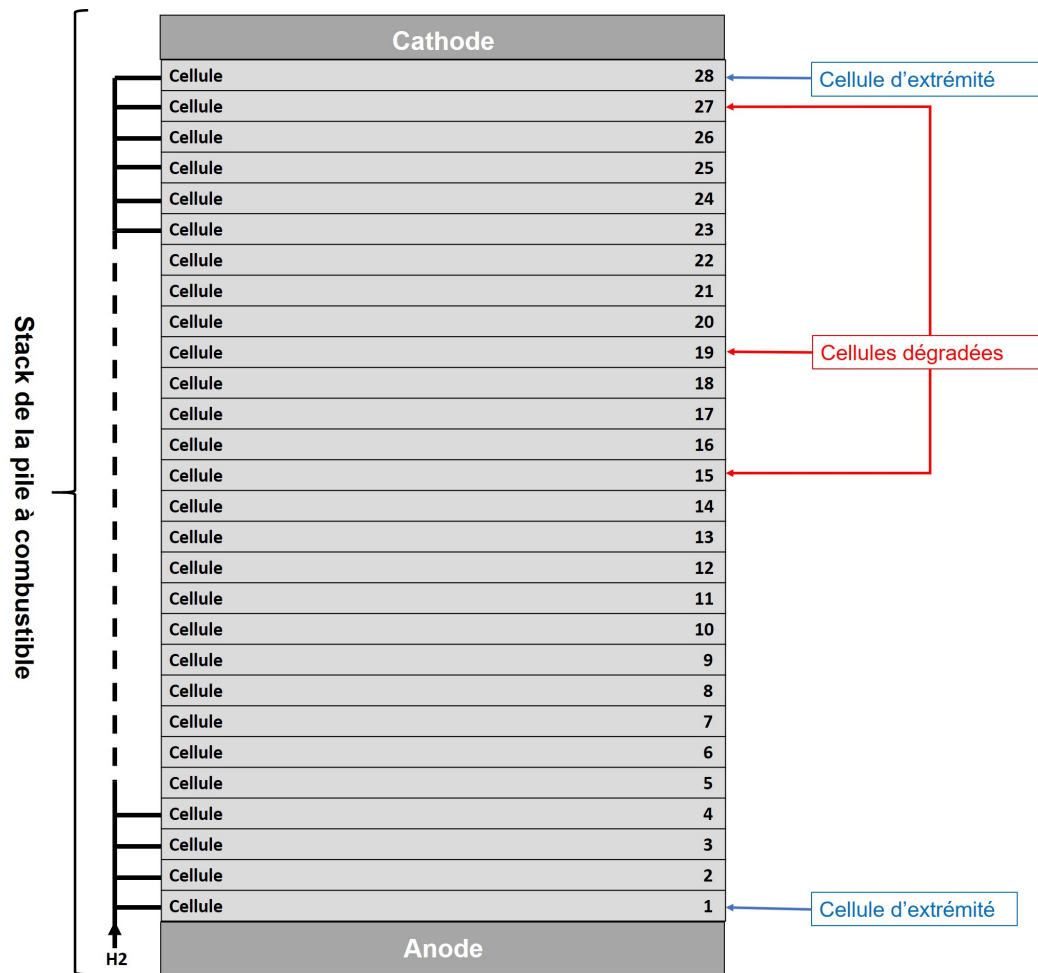 Cathode
Cellule 28
Cellule d'extrémité
Cellule 27
Cellule 26
Cellule 25
Cellule 24
Cellule 23
Cellule 22
Cellule 21
Cellule 20
Cellule 19
Cellules dégradées
Cellule 18
Cellule 17
Cellule 16
Cellule 15
Cellule 14
Cellule 13
Cellule 12
Cellule 11
Cellule 10
Cellule 9
Cellule 8
Cellule 7
Cellule 6
Cellule 5
Cellule 4
Cellule 3
Cellule 2
Cellule 1
Cellule d'extrémité
Anode
H2
Stack de la pile à combustible